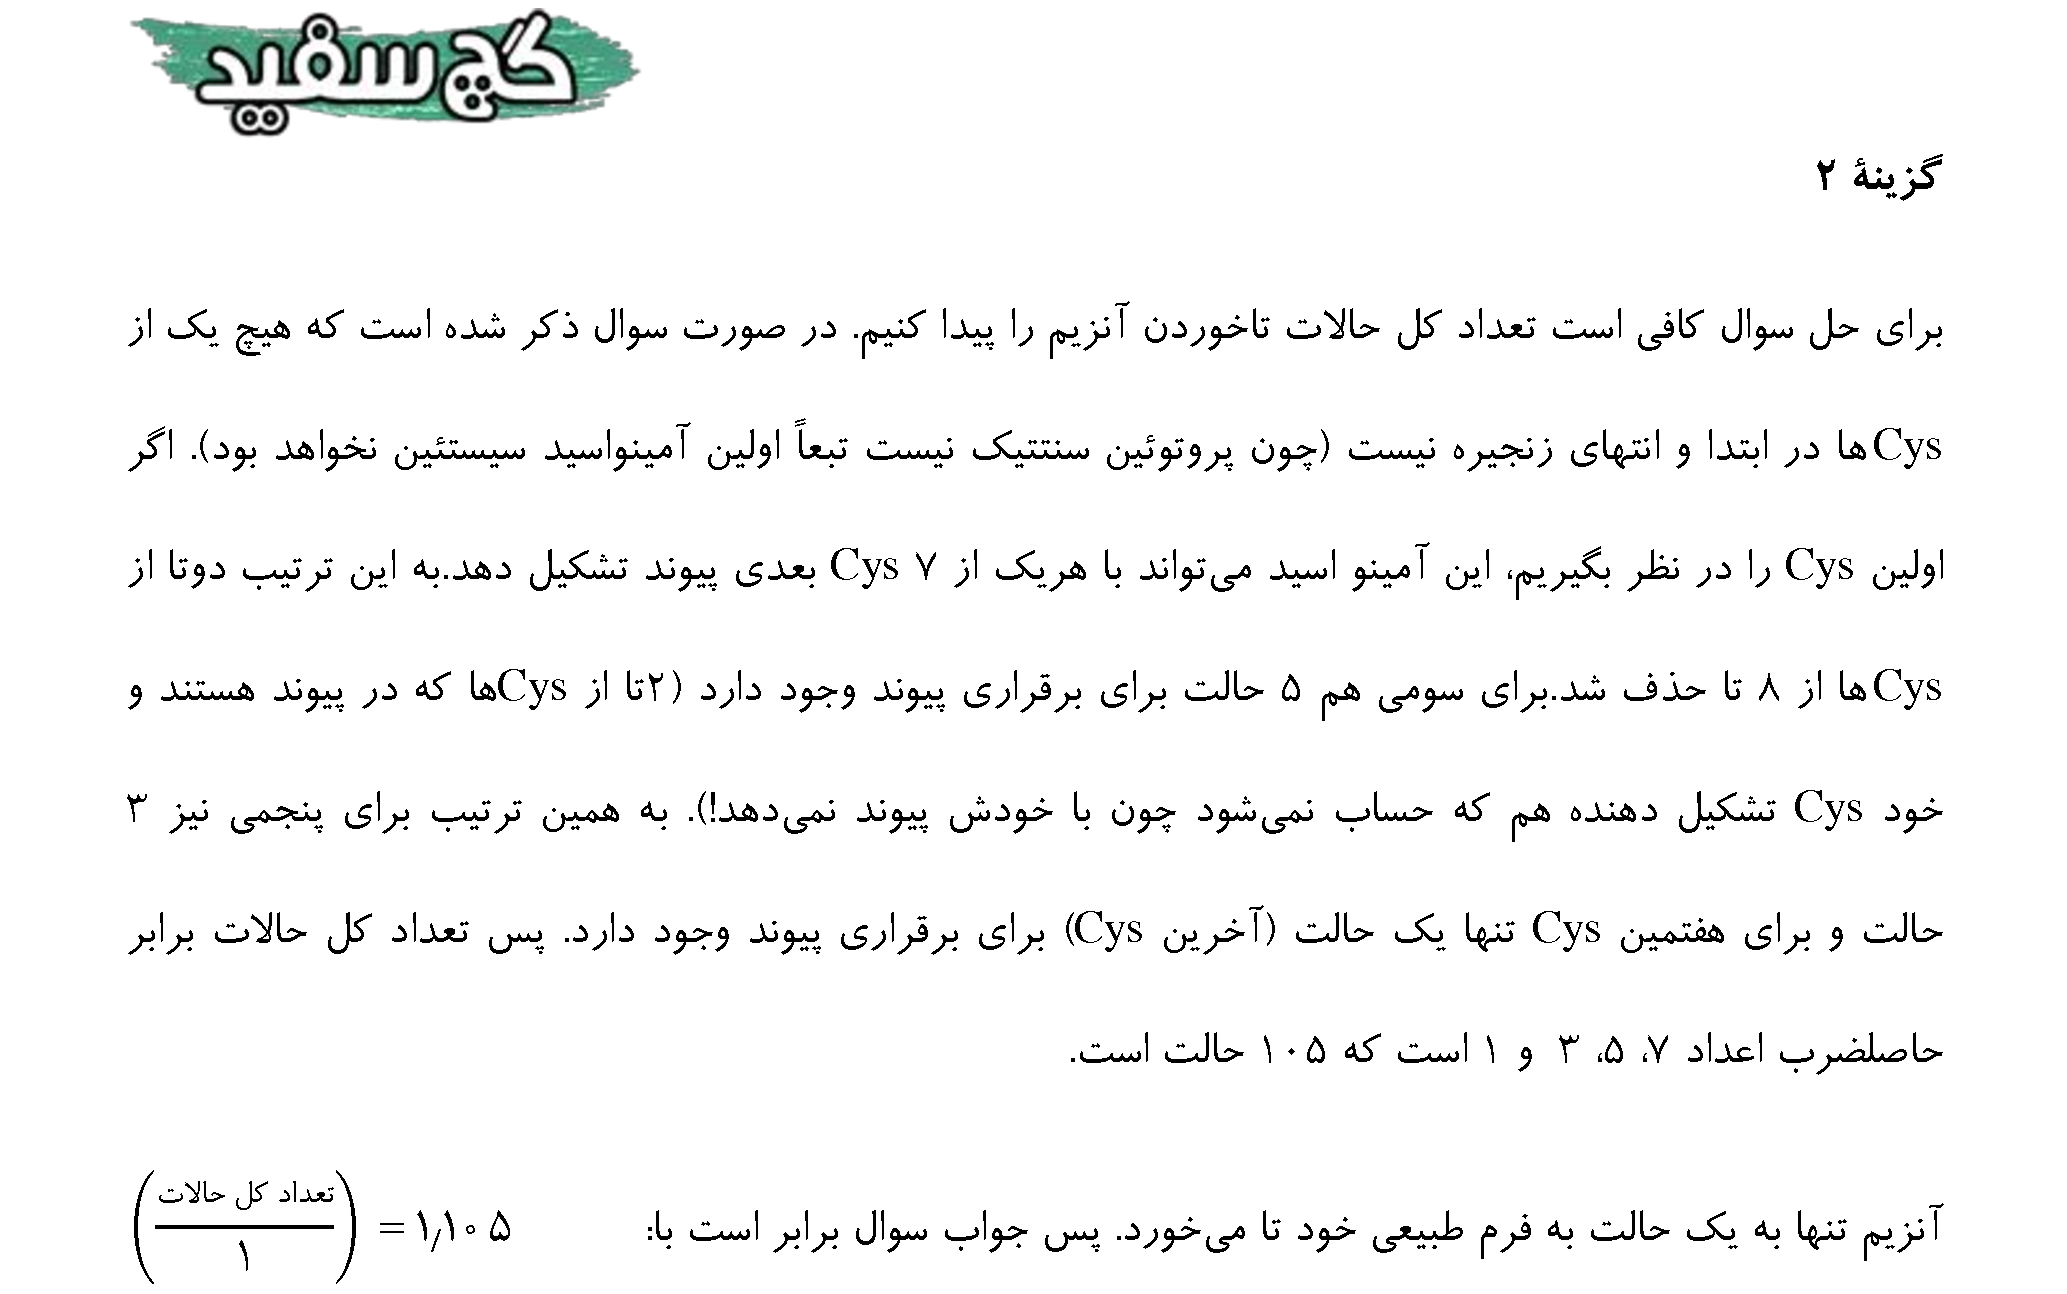 گچ سفید
گزینهٔ ۲
برای حل سوال کافی است تعداد کل حالات تاخوردن آنزیم را پیدا کنیم. در صورت سوال ذکر شده است که هیچ یک از
Cysها در ابتدا و انتهای زنجیره نیست (چون پروتوئین سنتتیک نیست تبعاً اولین آمینواسید سیستئین نخواهد بود). اگر
اولین Cys را در نظر بگیریم، این آمینو اسید می‌تواند با هریک از ۷ Cys بعدی پیوند تشکیل دهد.به این ترتیب دوتا از
Cysها از ۸ تا حذف شد.برای سومی هم ۵ حالت برای برقراری پیوند وجود دارد (۲تا از Cysها که در پیوند هستند و
خود Cys تشکیل دهنده هم که حساب نمی‌شود چون با خودش پیوند نمی‌دهد!). به همین ترتیب برای پنجمی نیز ۳
حالت و برای هفتمین Cys تنها یک حالت (آخرین Cys) برای برقراری پیوند وجود دارد. پس تعداد کل حالات برابر
حاصلضرب اعداد ۷، ۵، ۳ و ۱ است که ۱۰۵ حالت است.
آنزیم تنها به یک حالت به فرم طبیعی خود تا می‌خورد. پس جواب سوال برابر است با: (تعداد کل حالات / ۱) = ۱٫۱۰۵